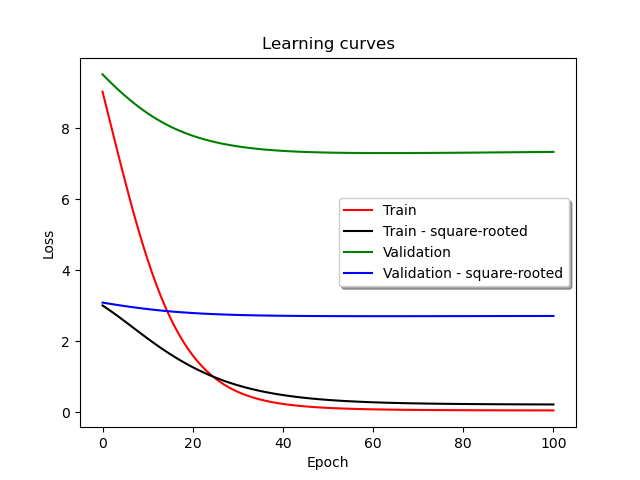 Learning curves
Loss
8
6
4
2
0
Train
Train - square-rooted
Validation
Validation - square-rooted
0 20 40 60 80 100
Epoch